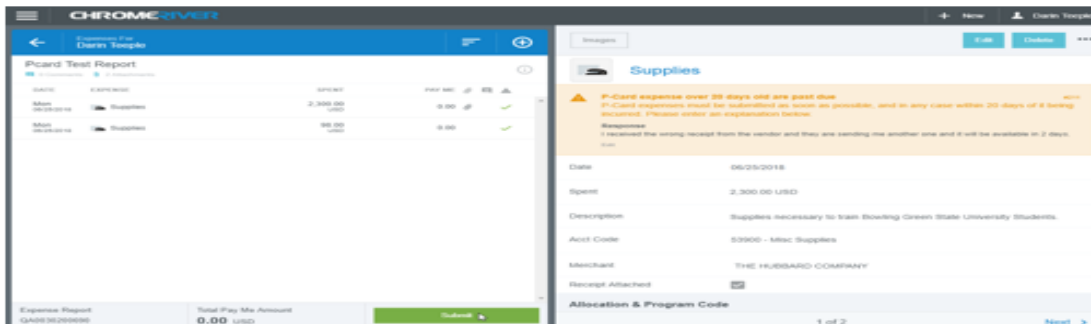 CHROMERIVER
+ New Darin Teeple
Expenses For
Darin Teeple
Images
Edit Delete
Pcard Test Report
0 Comments
Supplies
DATE EXPENSE SPENT PAY ME
Mon
Supplies 2,300.00 0.00
USD
Mon
Supplies 98.00 0.00
USD
P-Card expense over 59 days old are past due
P-Card expenses must be submitted as soon as possible, and in any case within 20 days of it being
incurred. Please enter an explanation below
Response
I received the wrong receipt from the vendor and they are sending me another one and it will be available in 2 days.
Edit
Date 06/25/2018
Spent 2,300.00 USD
Description Supplies necessary to train Bowling Green State University Students.
Acct Code 53900 - Misc Supplies
Merchant THE HUBBARD COMPANY
Receipt Attached
Allocation & Program Code
Expense Report
Total Pay Me Amount
0.00 USD
Submit
1 of 2 Next >